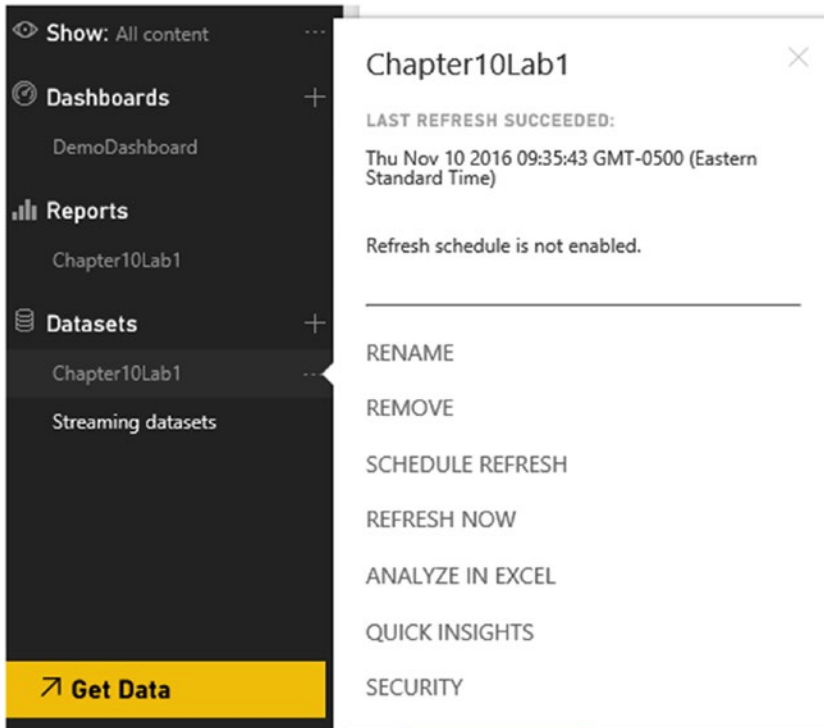 Show: All content ...
Dashboards +
DemoDashboard
Reports
Chapter10Lab1
Datasets +
Chapter10Lab1 ...
Streaming datasets
Get Data
Chapter10Lab1
LAST REFRESH SUCCEEDED:
Thu Nov 10 2016 09:35:43 GMT-0500 (Eastern
Standard Time)
Refresh schedule is not enabled.
RENAME
REMOVE
SCHEDULE REFRESH
REFRESH NOW
ANALYZE IN EXCEL
QUICK INSIGHTS
SECURITY